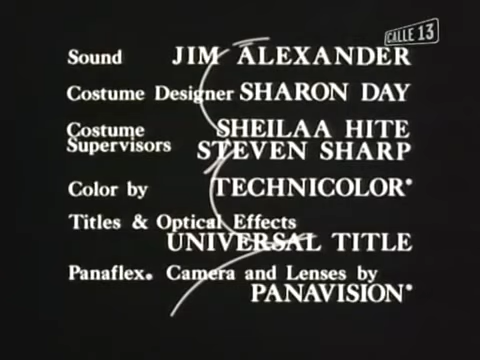 CALLE 13
Sound JIM ALEXANDER
Costume Designer SHARON DAY
Costume SHEILAA HITE
Supervisors STEVEN SHARP
Color by TECHNICOLOR®
Titles & Optical Effects
UNIVERSAL TITLE
Panaflex® Camera and Lenses by
PANAVISION®